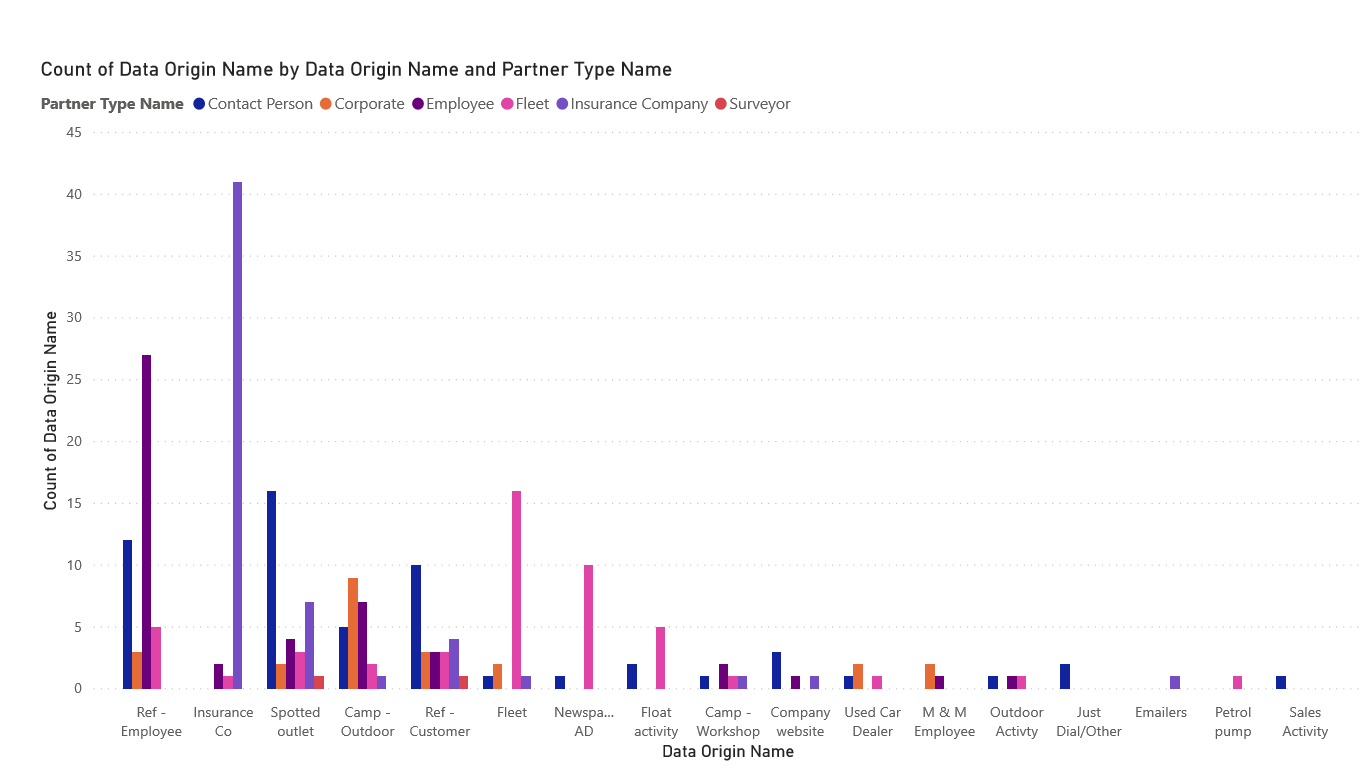 Count of Data Origin Name by Data Origin Name and Partner Type Name
Partner Type Name Contact Person Corporate Employee Fleet Insurance Company Surveyor
45
40
35
30
25
20
15
10
5
0
Count of Data Origin Name
Ref - Insurance Spotted Camp - Ref - Fleet Newspa... Float Camp - Company Used Car M & M Outdoor Just Emailers Petrol Sales
Employee Co outlet Outdoor Customer AD activity Workshop website Dealer Employee Activty Dial/Other pump Activity
Data Origin Name